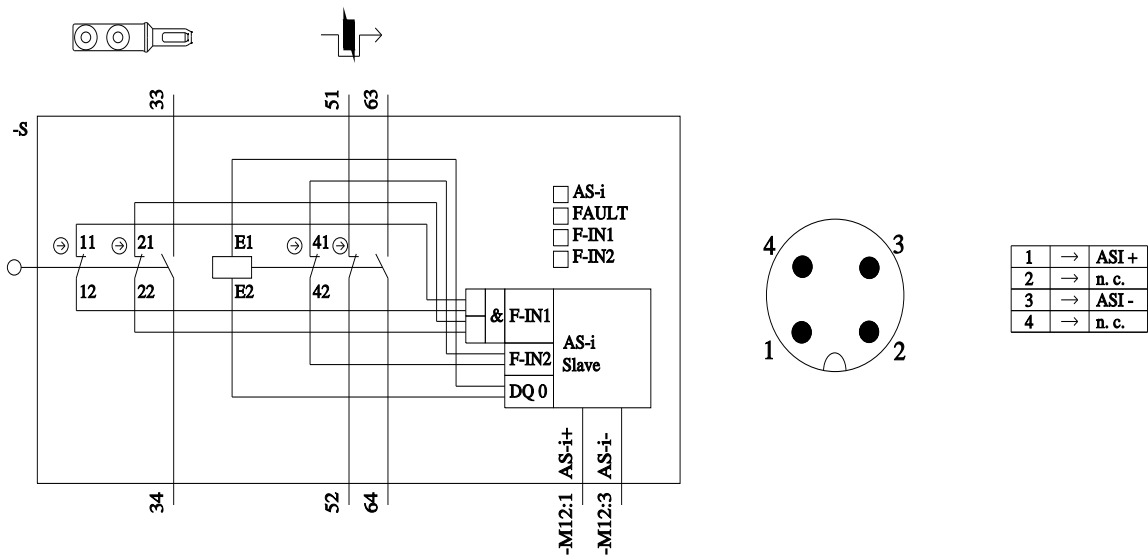 33
51
63
-S
AS-i
FAULT
F-IN1
F-IN2
11
21
E1
41
12
22
E2
42
& F-IN1
F-IN2
DQ 0
AS-i
Slave
34
52
64
-M12:1 AS-i+
-M12:3 AS-i-
4
3
1
2
1 → ASI +
2 → n. c.
3 → ASI -
4 → n. c.